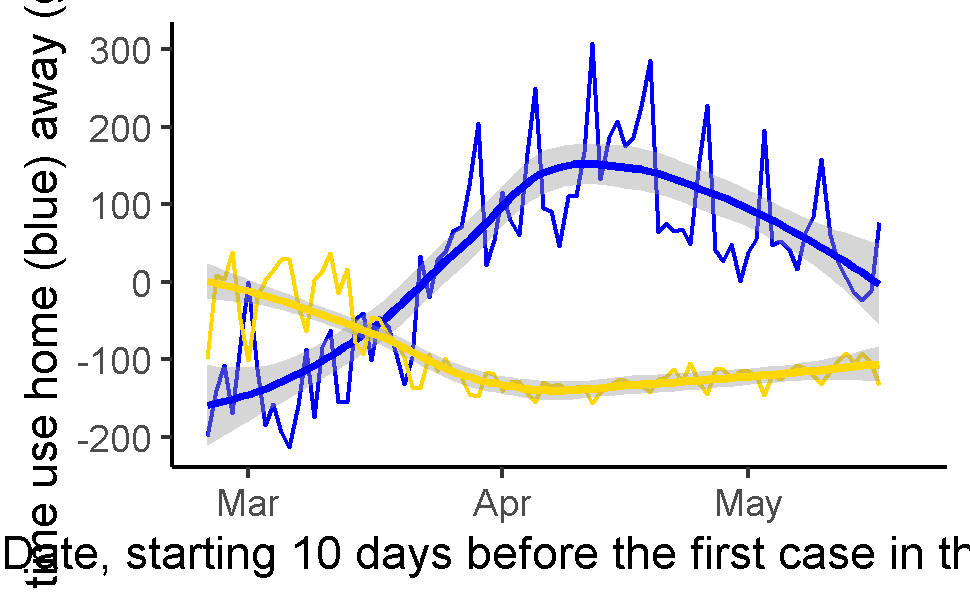 time use home (blue) away (
300
200
100
0
-100
-200
Mar Apr May
Date, starting 10 days before the first case in th